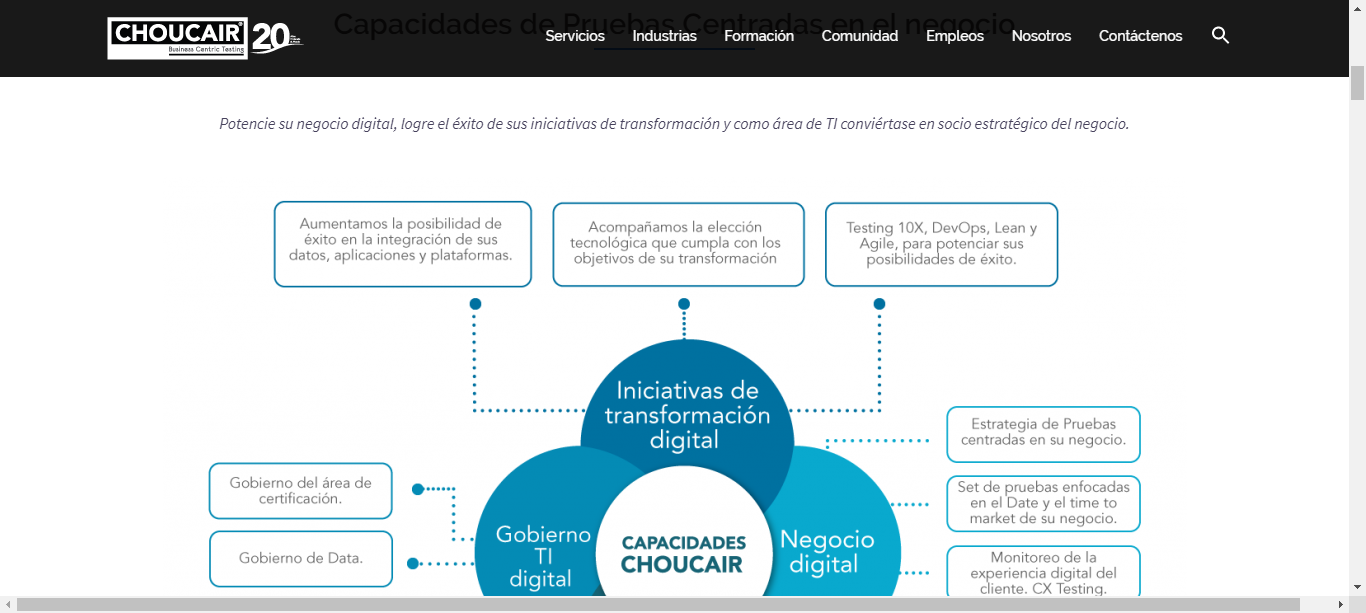 Capacidades de Pruebas Centradas en el negocio
CHOUCAIR
Business Centric Testing
20
Servicios Industrias Formación Comunidad Empleos Nosotros Contáctenos
Potencie su negocio digital, logre el éxito de sus iniciativas de transformación y como área de TI conviértase en socio estratégico del negocio.
Aumentamos la posibilidad de
éxito en la integración de sus
datos, aplicaciones y plataformas.
Acompañamos la elección
tecnológica que cumpla con los
objetivos de su transformación
Testing 10X, DevOps, Lean y
Agile, para potenciar sus
posibilidades de éxito.
Iniciativas de
transformación
digital
Estrategia de Pruebas
centradas en su negocio.
Gobierno del área de
certificación.
Set de pruebas enfocadas
en el Date y el time to
market de su negocio.
Gobierno
TI
digital
CAPACIDADES
CHOUCAIR
Negocio
digital
Gobierno de Data.
Monitoreo de la
experiencia digital del
cliente. CX Testing.